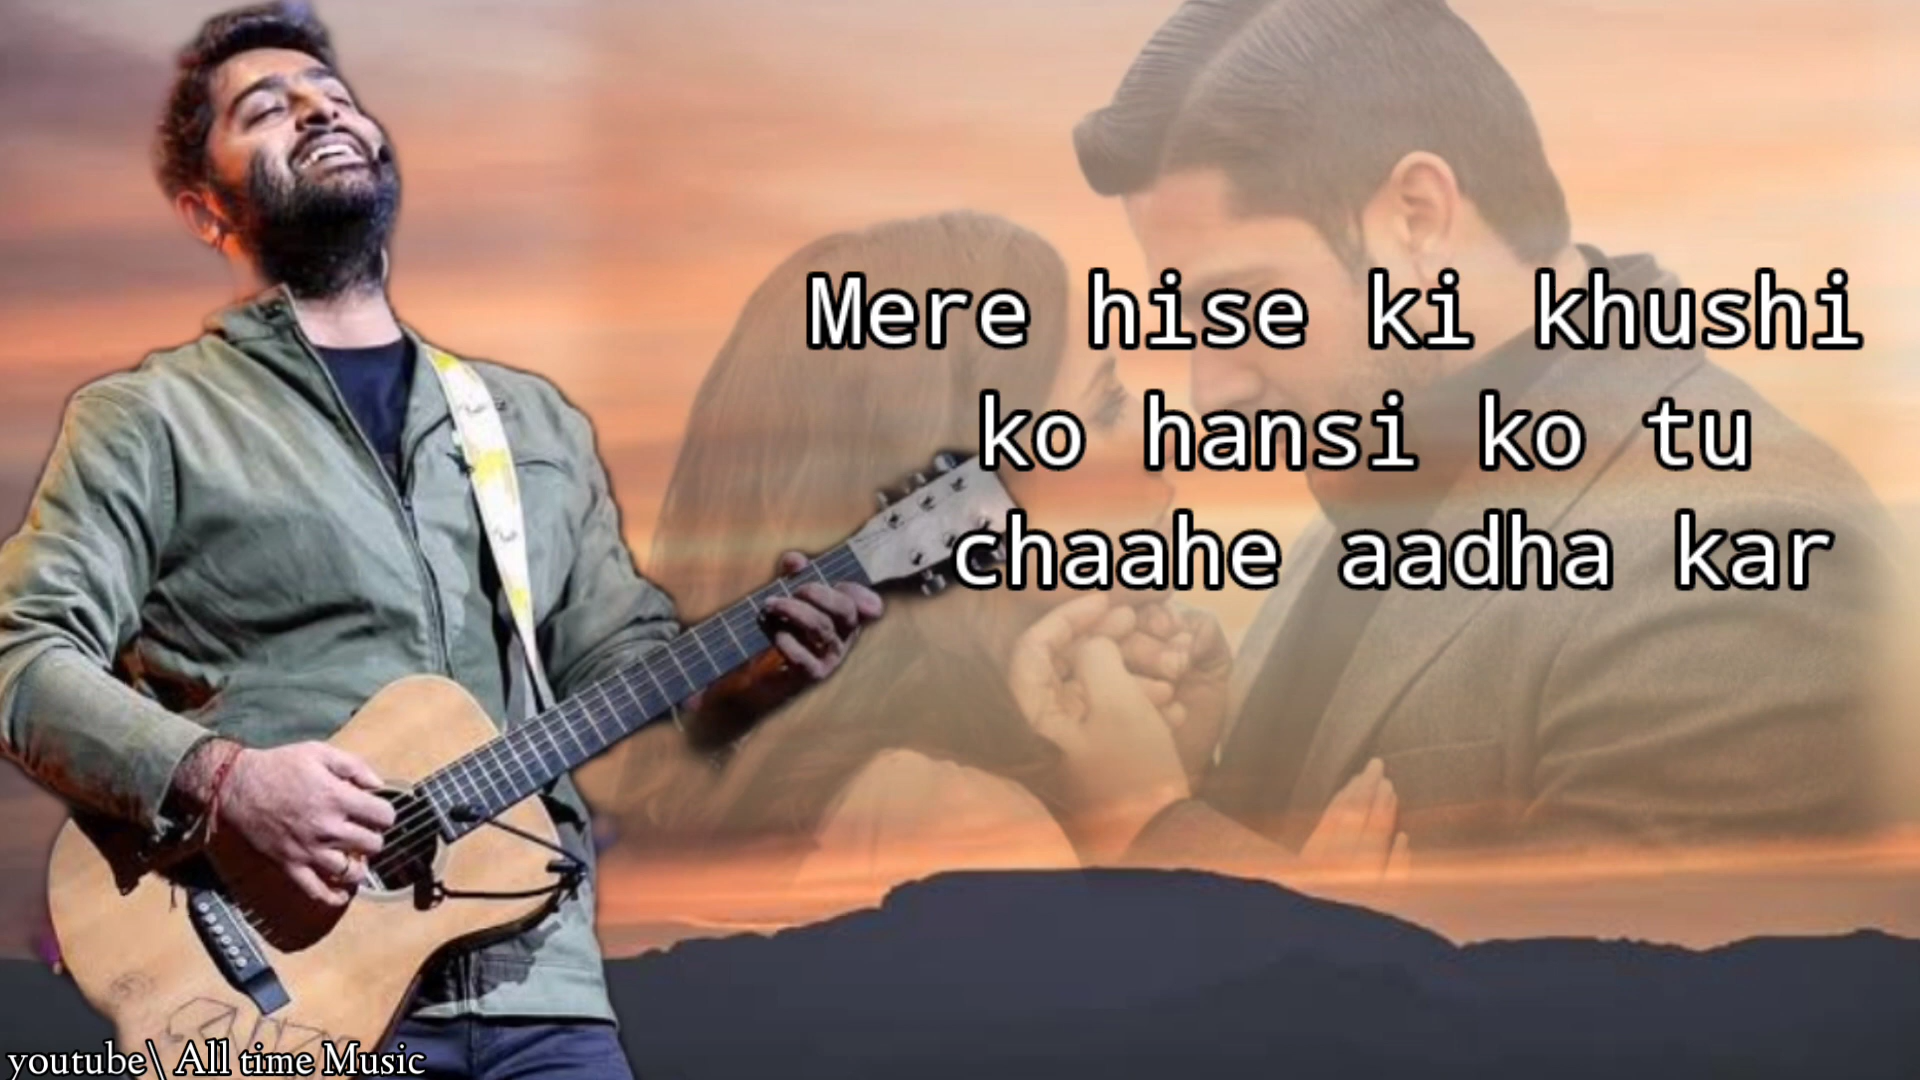 Mere hise ki khushi
ko hansi ko tu
chaahe aadha kar
youtube\ All time Music